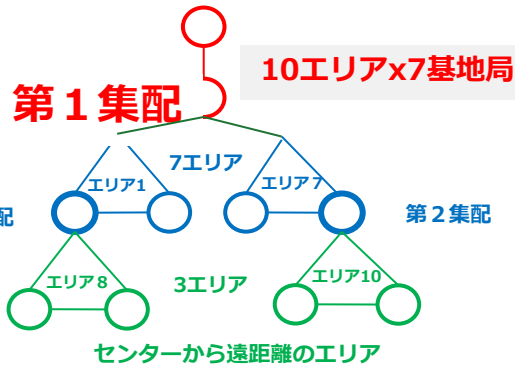 10エリアx7基地局
第１集配
7エリア
エリア1
エリア７
配
第２集配
エリア８
3エリア
エリア10
センターから遠距離のエリア